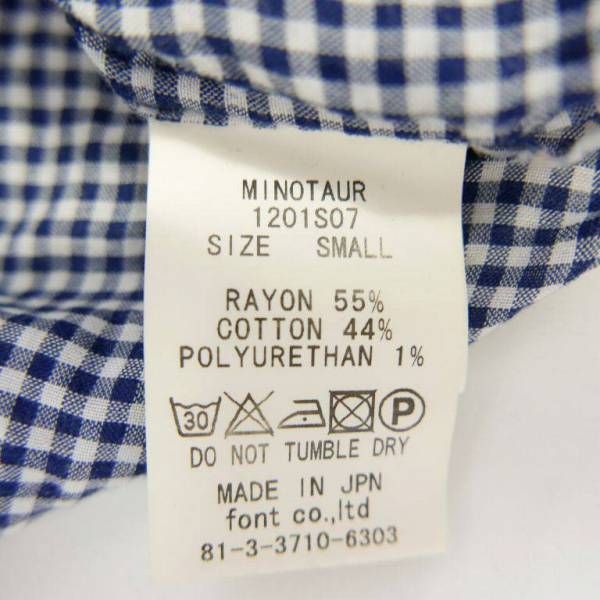 MINOTAUR
1201S07
SIZE SMALL
RAYON 55%
COTTON 44%
POLYURETHAN 1%
30 P
DO NOT TUMBLE DRY
MADE IN JPN
font co.,ltd
81-3-3710-6303